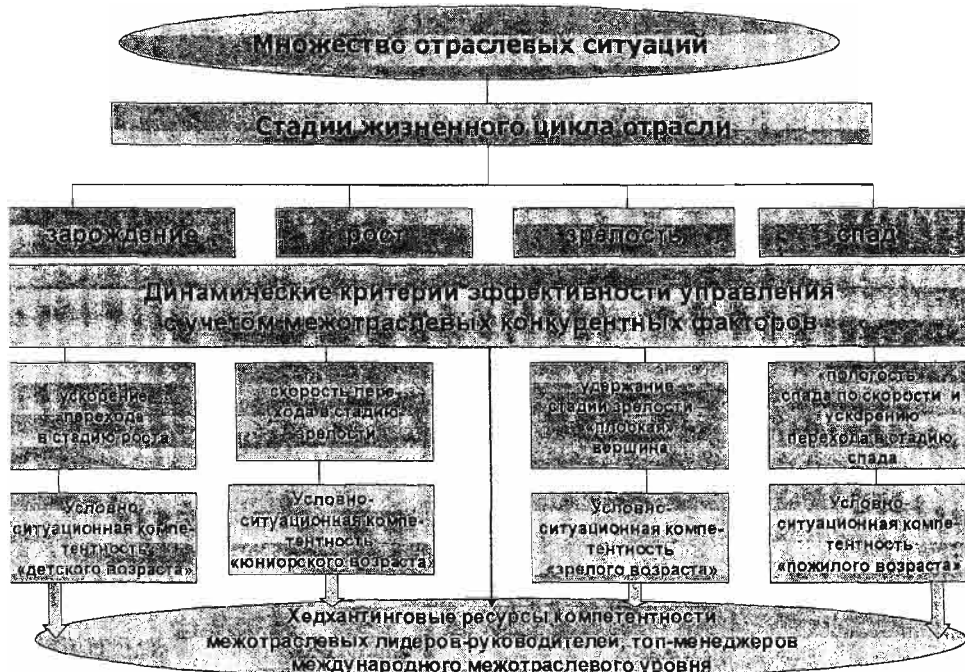 Множество отраслевых ситуаций
Стадии жизненного цикла отрасли
зарождение
рост
зрелость
спад
Динамические критерии эффективности управления
с учетом межотраслевых конкурентных факторов
ускорение
перехода
в стадию роста
скорость пере-
хода в стадию
зрелости
удержание
стадии зрелости
«плоская»
вершина
«пологость»
спада по скорости и
ускорению
перехода в стадию
спада
Условно-
ситуационная компе-
тентность
«детского возраста»
Условно-
ситуационная компе-
тентность
«юниорского возраста»
Условно-
ситуационная компе-
тентность
«зрелого возраста»
Условно-
ситуационная компе-
тентность
«пожилого возраста»
Хедхантинговые ресурсы компетентности
межотраслевых лидеров-руководителей, топ-менеджеров
международного межотраслевого уровня